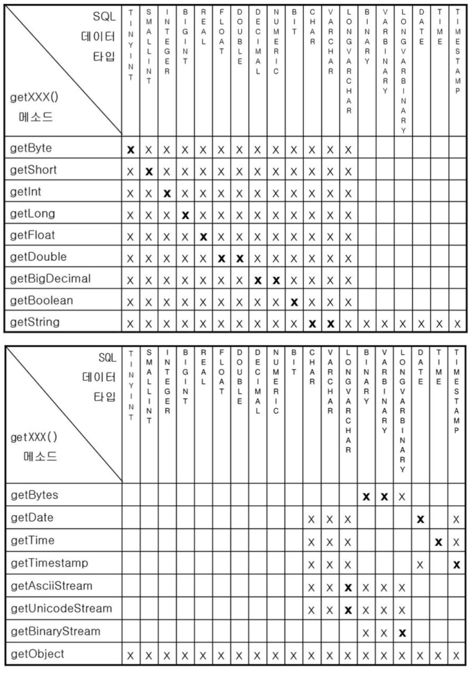 SQL
데이터
타입
getXXX()
메소드
TINYINT SMALLINT INTEGER BIGINT REAL FLOAT DOUBLE DECIMAL NUMERIC BIT CHAR VARCHAR LONGVARCHAR BINARY VARBINARY LONGVARBINARY DATE TIME TIMESTAMP
getByte x X X X X X X X X X X X X
getShort X x X X X X X X X X X X X
getInt X X x X X X X X X X X X X
getLong X X X x X X X X X X X X X
getFloat X X X X x X X X X X X X X
getDouble X X X X X x x X X X X X X
getBigDecimal X X X X X X X x x X X X X
getBoolean X X X X X X X X X x X X X
getString X X X X X X X X X X x x X X X X X X X
SQL
데이터
타입
getXXX()
메소드
TINYINT SMALLINT INTEGER BIGINT REAL FLOAT DOUBLE DECIMAL NUMERIC BIT CHAR VARCHAR LONGVARCHAR BINARY VARBINARY LONGVARBINARY DATE TIME TIMESTAMP
getBytes x x X
getDate X X X x X
getTime X X X x X
getTimestamp X X X X x
getAsciiStream X X x X X X
getUnicodeStream X X x X X X
getBinaryStream X X x
getObject X X X X X X X X X X X X X X X X X X X